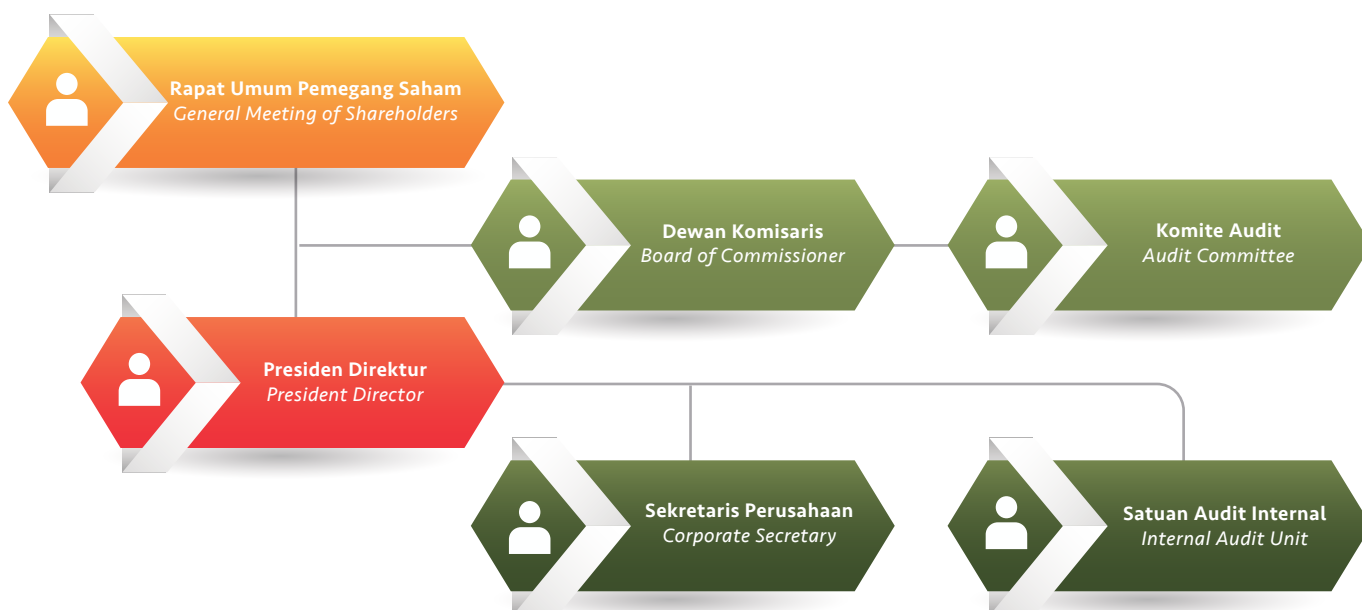 Rapat Umum Pemegang Saham
General Meeting of Shareholders
Dewan Komisaris
Board of Commissioner
Komite Audit
Audit Committee
Presiden Direktur
President Director
Sekretaris Perusahaan
Corporate Secretary
Satuan Audit Internal
Internal Audit Unit